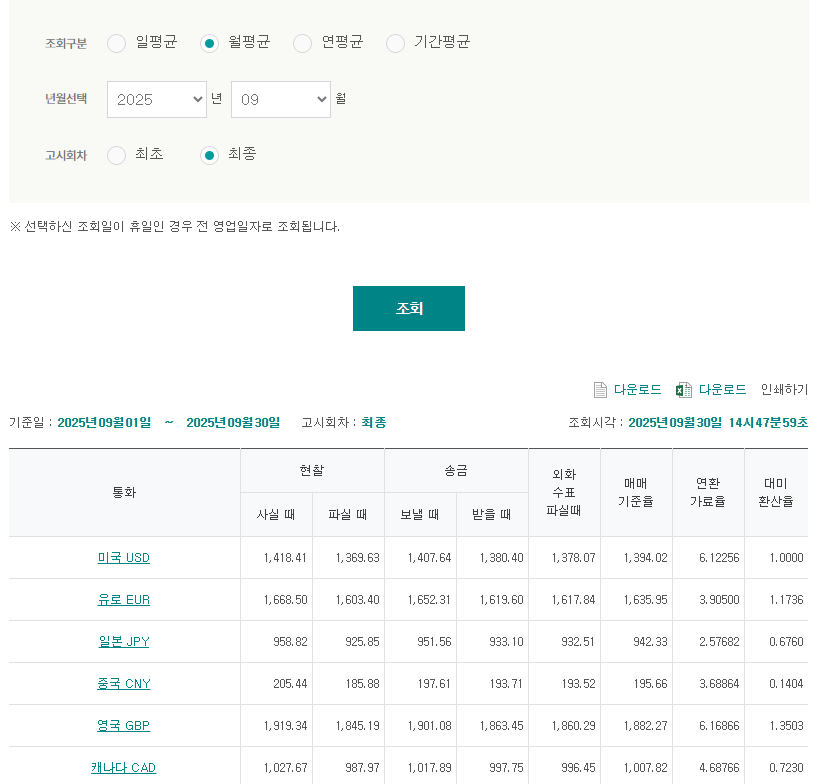 조회구분 일평균 월평균 연평균 기간평균
년월선택 2025 년 09 월
고시회차 최초 최종
※ 선택하신 조회일이 휴일인 경우 전 영업일자로 조회됩니다.
조회
다운로드 다운로드 인쇄하기
기준일 : 2025년09월01일 ~ 2025년09월30일 고시회차 : 최종 조회시각 : 2025년09월30일 14시47분59초
통화 현찰 송금 외화 수표 파실때 매매 기준율 연환 가료율 대미 환산율
사실 때 파실 때 보낼 때 받을 때
미국 USD 1,418.41 1,369.63 1,407.64 1,380.40 1,378.07 1,394.02 6.12256 1.0000
유로 EUR 1,668.50 1,603.40 1,652.31 1,619.60 1,617.84 1,635.95 3.90500 1.1736
일본 JPY 958.82 925.85 951.56 933.10 932.51 942.33 2.57682 0.6760
중국 CNY 205.44 185.88 197.61 193.71 193.52 195.66 3.68864 0.1404
영국 GBP 1,919.34 1,845.19 1,901.08 1,863.45 1,860.29 1,882.27 6.16866 1.3503
캐나다 CAD 1,027.67 987.97 1,017.89 997.75 996.45 1,007.82 4.68766 0.7230